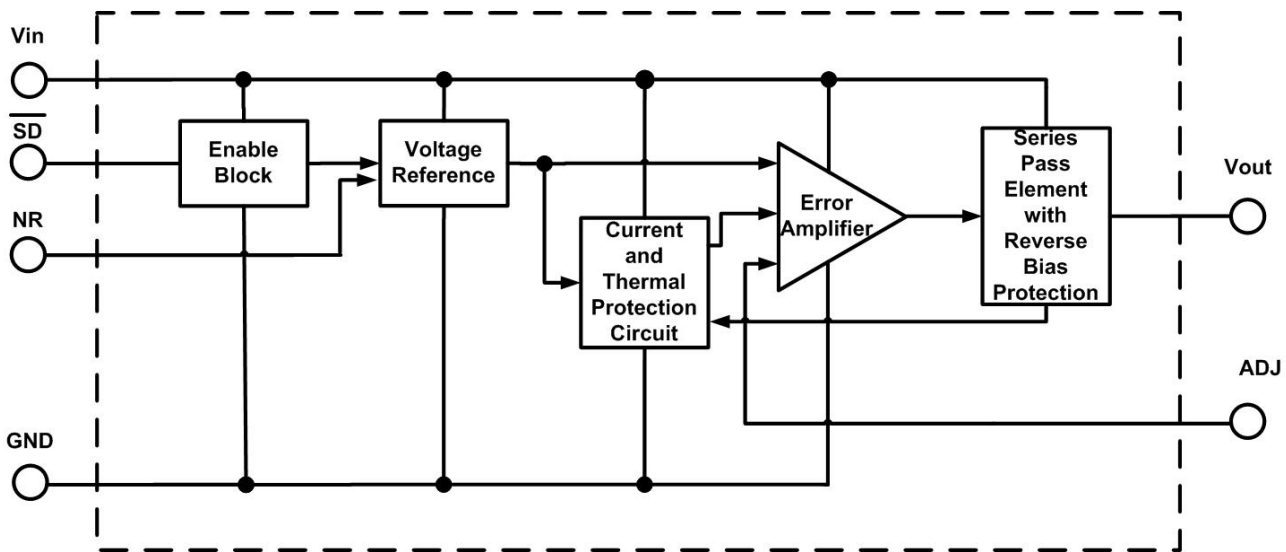 Vin
S̅D̅
NR
GND
Enable
Block
Voltage
Reference
Current
and
Thermal
Protection
Circuit
Error
Amplifier
Series
Pass
Element
with
Reverse
Bias
Protection
Vout
ADJ